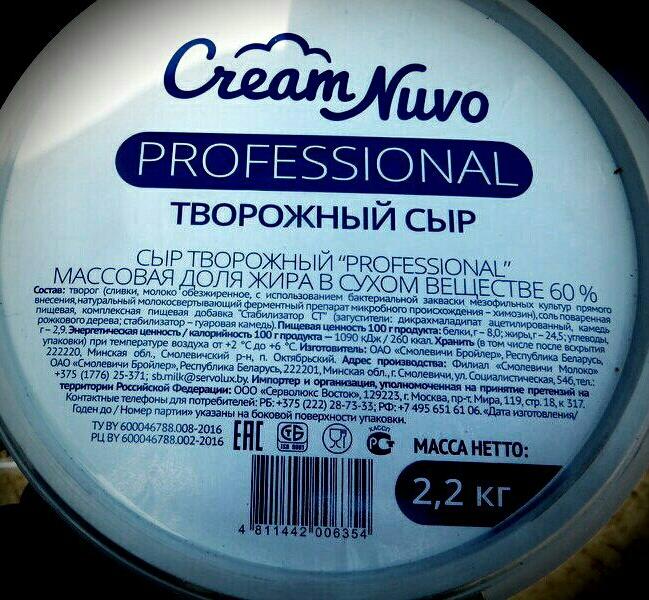 Cream Nuvo
PROFESSIONAL
ТВОРОЖНЫЙ СЫР
СЫР ТВОРОЖНЫЙ "PROFESSIONAL"
МАССОВАЯ ДОЛЯ ЖИРА В СУХОМ ВЕЩЕСТВЕ 60 %
Состав: творог (сливки, молоко обезжиренное, с использованием бактериальной закваски мезофильных культур прямого
внесения, натуральный молокосвертывающий ферментный препарат микробного происхождения – химозин), соль поваренная
пищевая, комплексная пищевая добавка "Стабилизатор СТ" (загустители: дикрахмаладипат ацетилированный, камедь
рожкового дерева; стабилизатор – гуаровая камедь). Пищевая ценность 100 г продукта: белки, г – 8,0; жиры, г – 24,5; углеводы,
г – 2,9. Энергетическая ценность / калорийность 100 г продукта – 1090 кДж / 260 ккал. Хранить (в том числе после вскрытия
упаковки) при температуре воздуха от +2 °С до +6 °С. Изготовитель: ОАО «Смолевичи Бройлер», Республика Беларусь,
222220, Минская обл., Смолевичский р-н, п. Октябрьский. Адрес производства: Филиал «Смолевичи Молоко»
ОАО «Смолевичи Бройлер», Республика Беларусь, 222201, Минская обл., г. Смолевичи, ул. Социалистическая, 54б, тел.:
+375 (1776) 25-371; sb.milk@servolux.by. Импортер и организация, уполномоченная на принятие претензий на
территории Российской Федерации: ООО «Серволюкс Восток», 129223, г. Москва, пр-т. Мира, 119, стр. 18, к 317.
Контактные телефоны для потребителей: РБ: +375 (222) 28-73-33; РФ: +7 495 651 61 06. «Дата изготовления/
Годен до / Номер партии» указаны на боковой поверхности упаковки.
ТУ BY 600046788.008-2016
РЦ BY 600046788.002-2016
ЕАС
СТБ
ISO 9001
ХАССП
МАССА НЕТТО:
2,2 кг
4 811442 006354